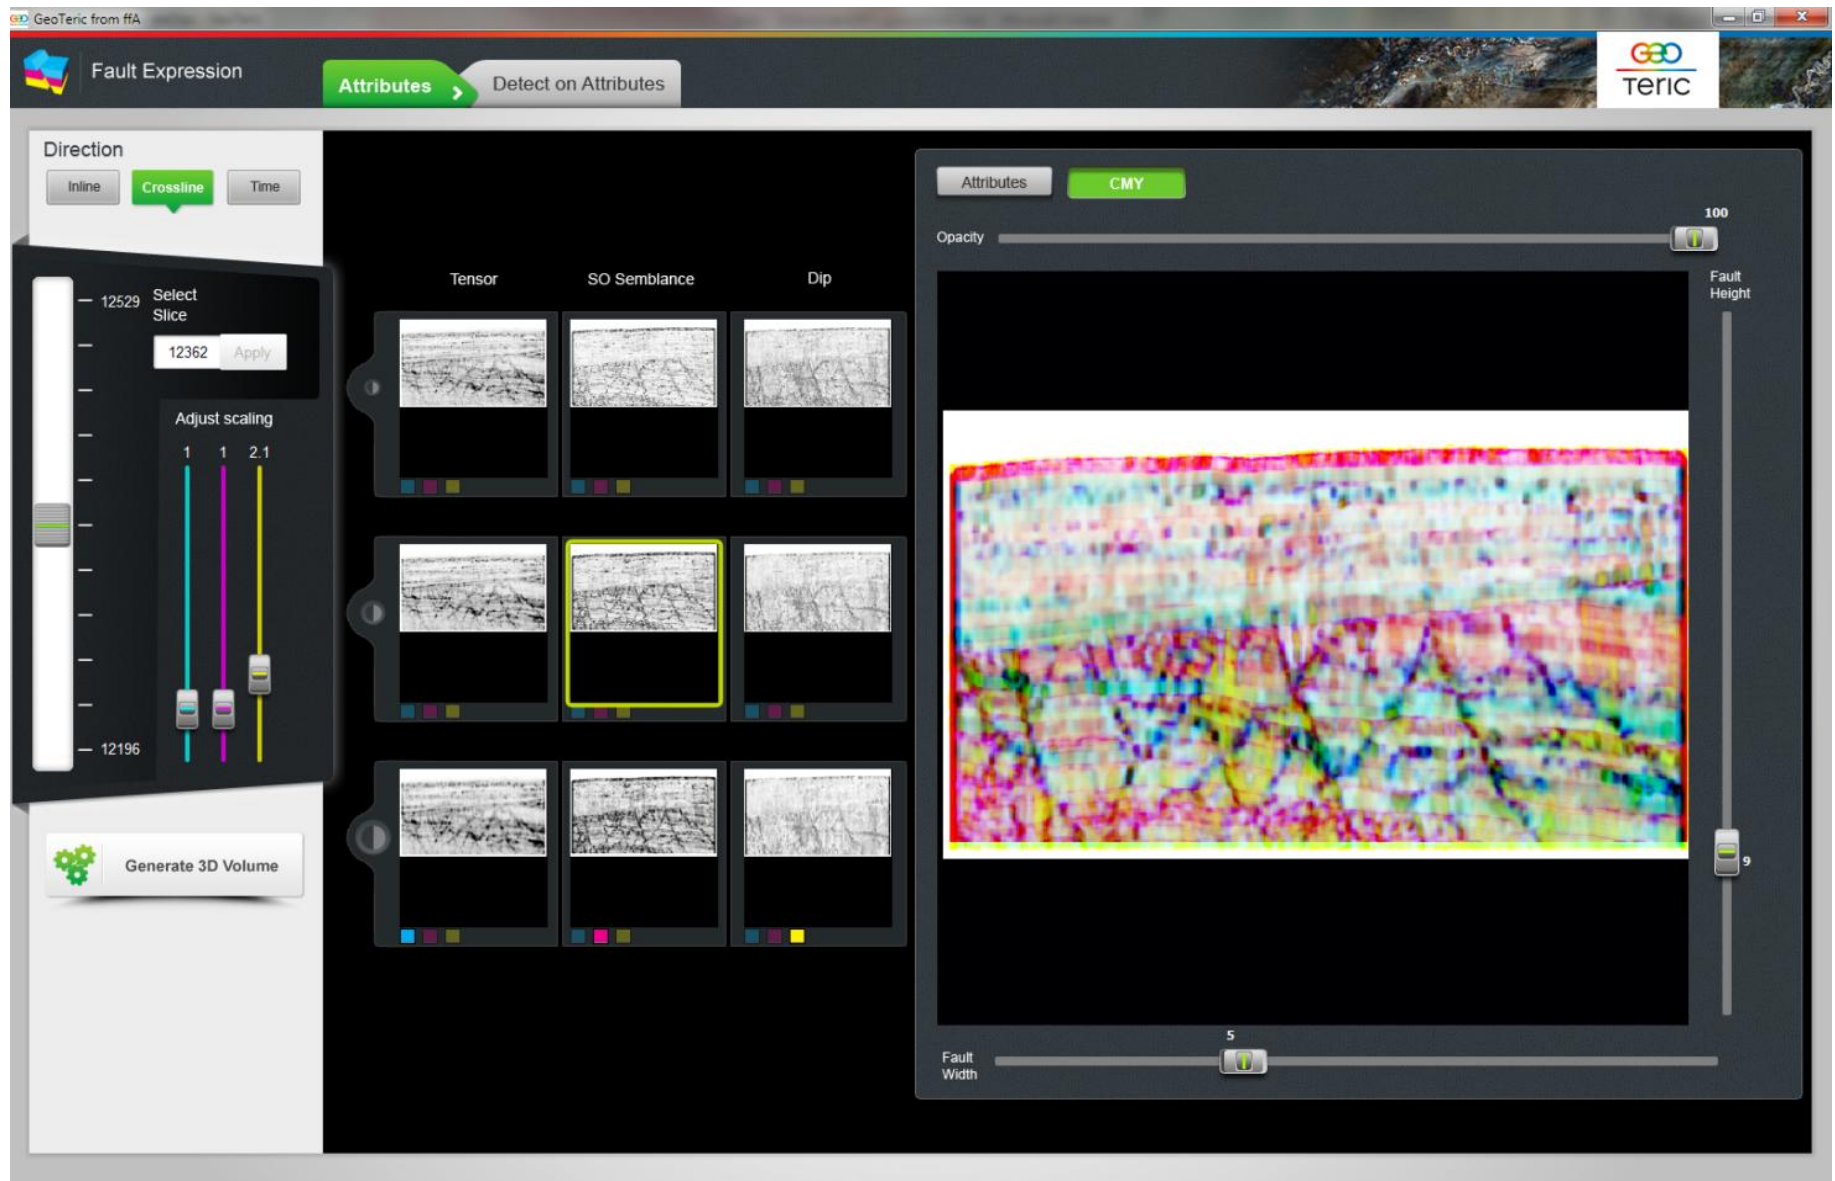 GeoTeric from ffA
Fault Expression
Attributes
Detect on Attributes
GEO
Teric
Direction
Inline
Crossline
Time
12529
Select
Slice
12362
Apply
Adjust scaling
1
1
2.1
12196
Generate 3D Volume
Tensor
SO Semblance
Dip
Attributes
CMY
100
Opacity
Fault
Height
9
5
Fault
Width